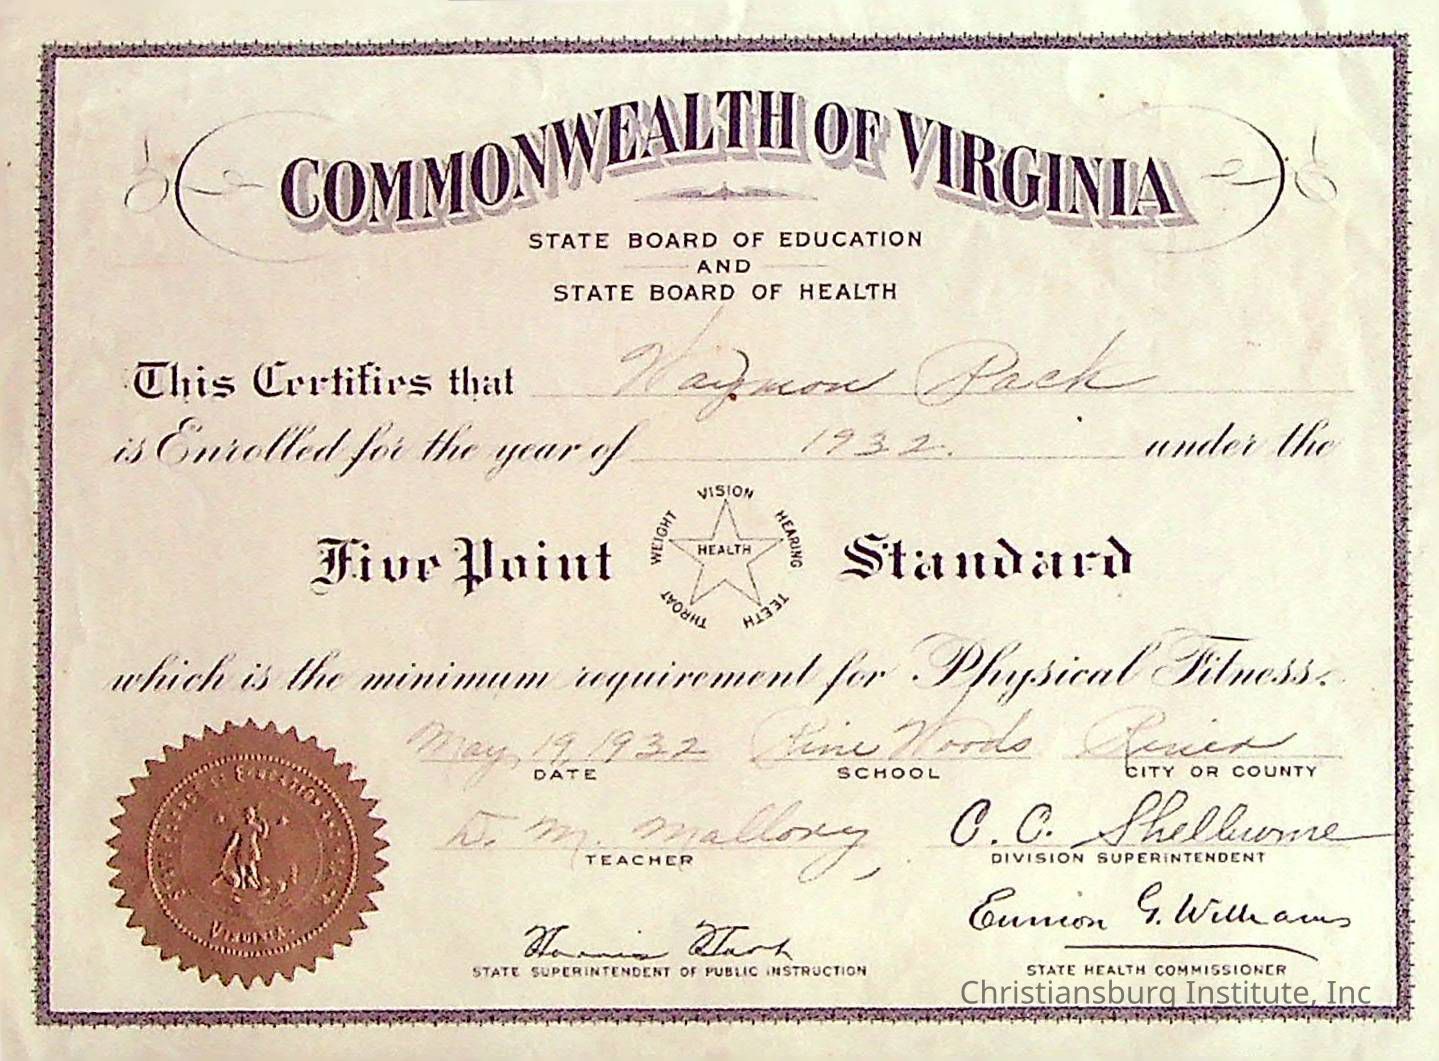 COMMONWEALTH OF VIRGINIA
STATE BOARD OF EDUCATION
AND
STATE BOARD OF HEALTH
This Certifies that Waymon Pack
is Enrolled for the year of 1932. under the
Five Point Standard
VISION
HEARING
TEETH
THROAT
WEIGHT
HEALTH
which is the minimum requirement for Physical Fitness.
May 19, 1932 Pine Woods
DATE SCHOOL CITY OR COUNTY
D. M. Mallory C. C. Shelburne
TEACHER DIVISION SUPERINTENDENT
G. Williams
STATE SUPERINTENDENT OF PUBLIC INSTRUCTION STATE HEALTH COMMISSIONER
VIRGINIA
Christiansburg Institute, Inc